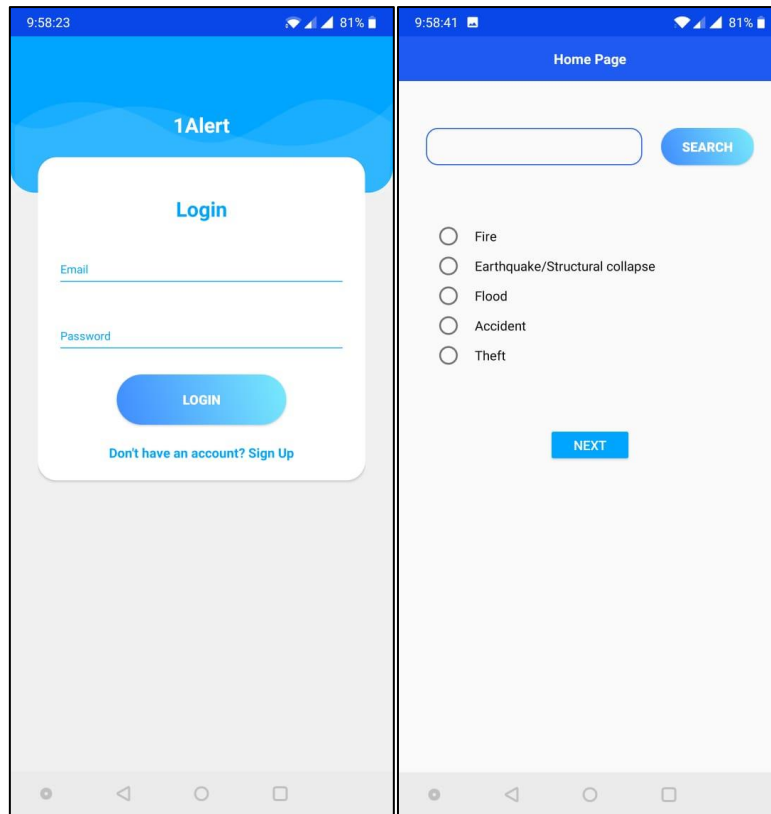 9:58:23 81%
1Alert
Login
Email
Password
LOGIN
Don't have an account? Sign Up
9:58:41 81%
Home Page
SEARCH
Fire
Earthquake/Structural collapse
Flood
Accident
Theft
NEXT